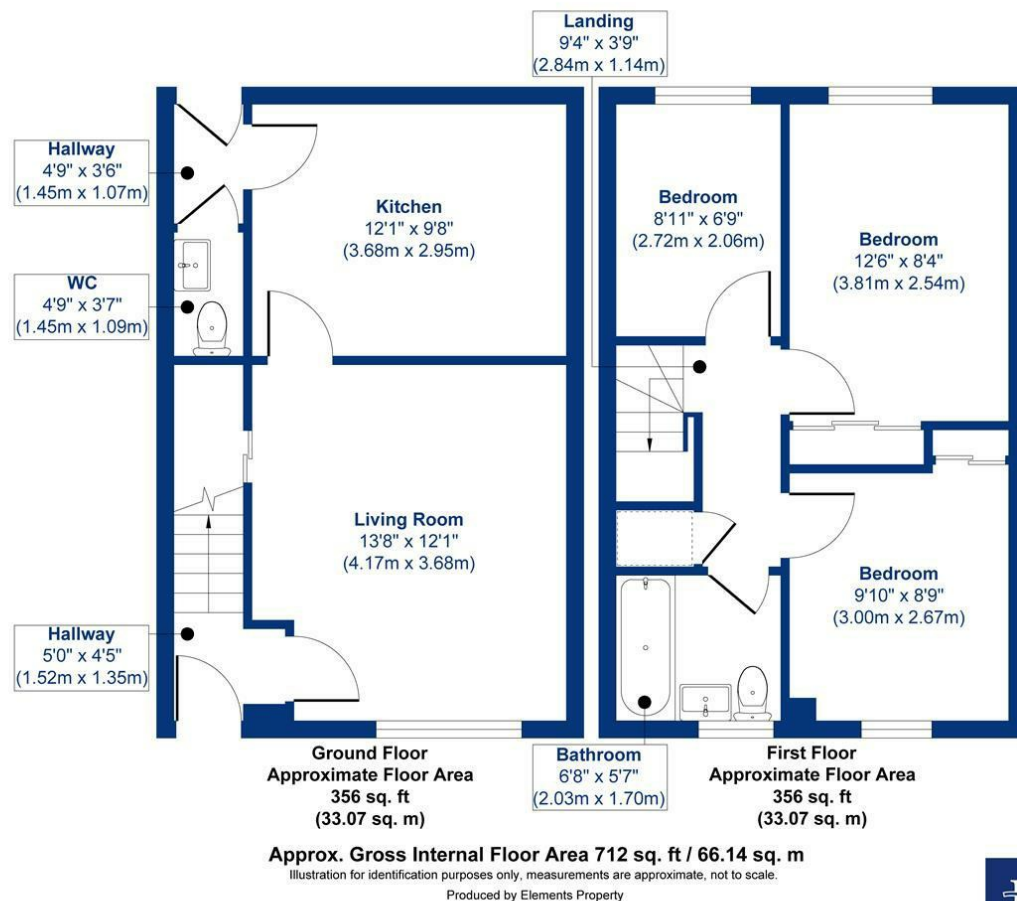 Landing
9'4" x 3'9"
(2.84m x 1.14m)
Hallway
4'9" x 3'6"
(1.45m x 1.07m)
Kitchen
12'1" x 9'8"
(3.68m x 2.95m)
WC
4'9" x 3'7"
(1.45m x 1.09m)
Living Room
13'8" x 12'1"
(4.17m x 3.68m)
Hallway
5'0" x 4'5"
(1.52m x 1.35m)
Bedroom
8'11" x 6'9"
(2.72m x 2.06m)
Bedroom
12'6" x 8'4"
(3.81m x 2.54m)
Bedroom
9'10" x 8'9"
(3.00m x 2.67m)
Bathroom
6'8" x 5'7"
(2.03m x 1.70m)
Ground Floor
Approximate Floor Area
356 sq. ft
(33.07 sq. m)
First Floor
Approximate Floor Area
356 sq. ft
(33.07 sq. m)
Approx. Gross Internal Floor Area 712 sq. ft / 66.14 sq. m
Illustration for identification purposes only, measurements are approximate, not to scale.
Produced by Elements Property